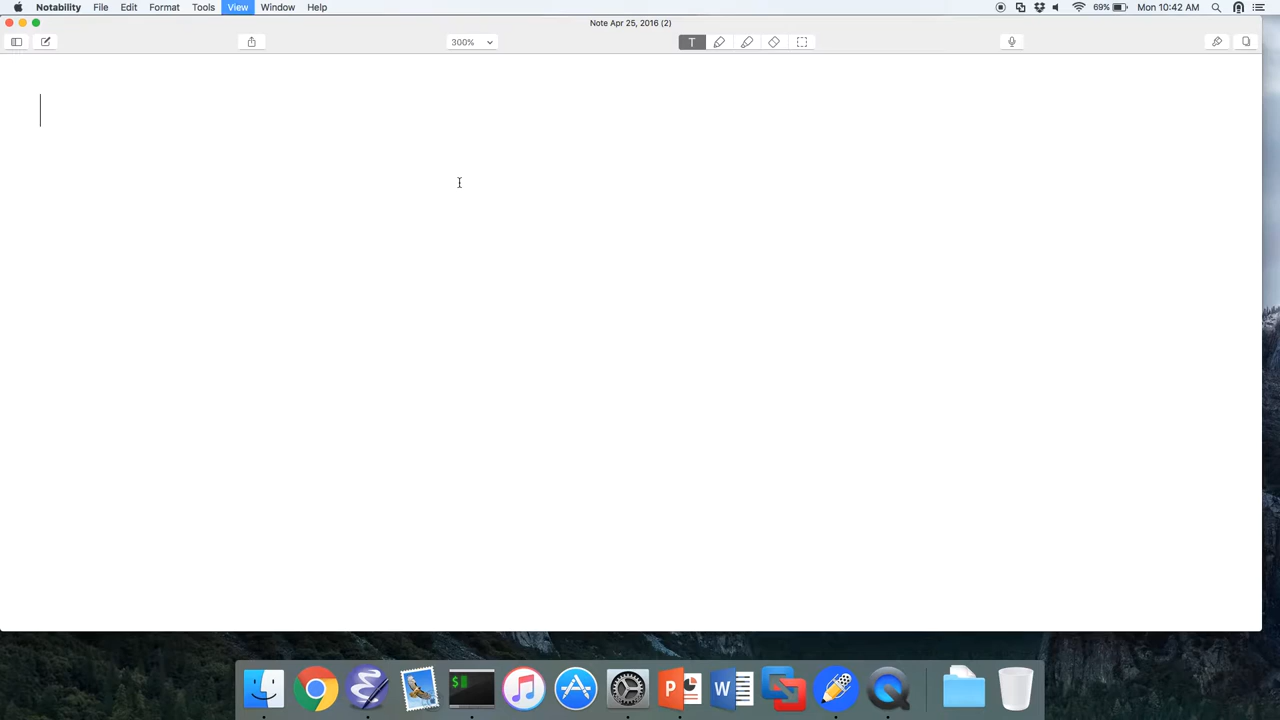 Notability File Edit Format Tools View Window Help 69% Mon 10:42 AM
Note Apr 25, 2016 (2)
300% T
$
P W